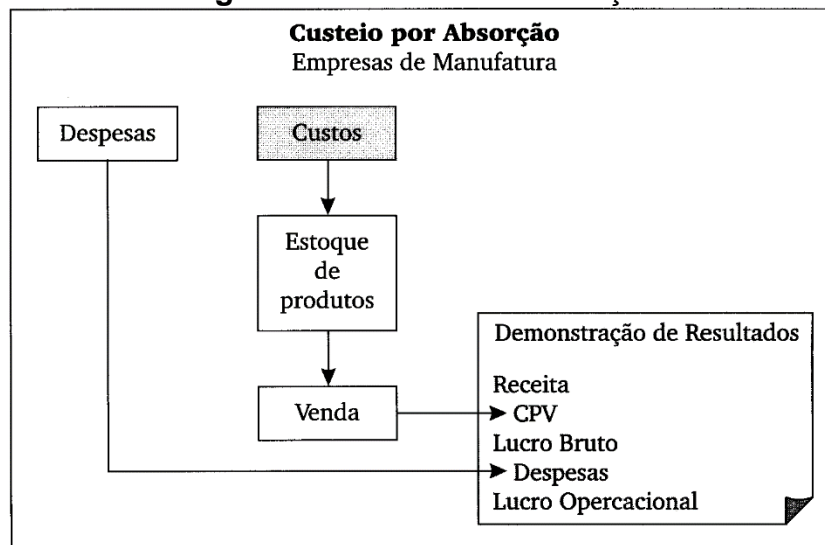 Custeio por Absorção
Empresas de Manufatura
Despesas
Custos
Estoque
de
produtos
Venda
Demonstração de Resultados
Receita
CPV
Lucro Bruto
Despesas
Lucro Opercacional